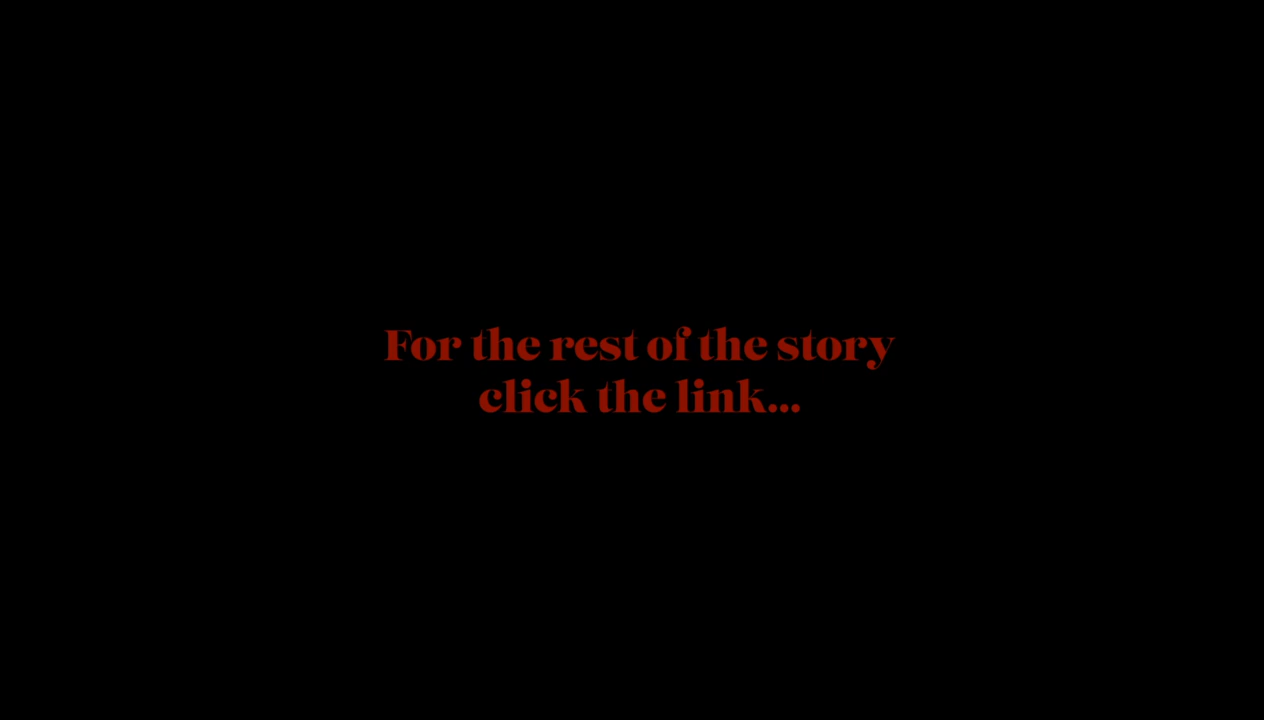 For the rest of the story
click the link...